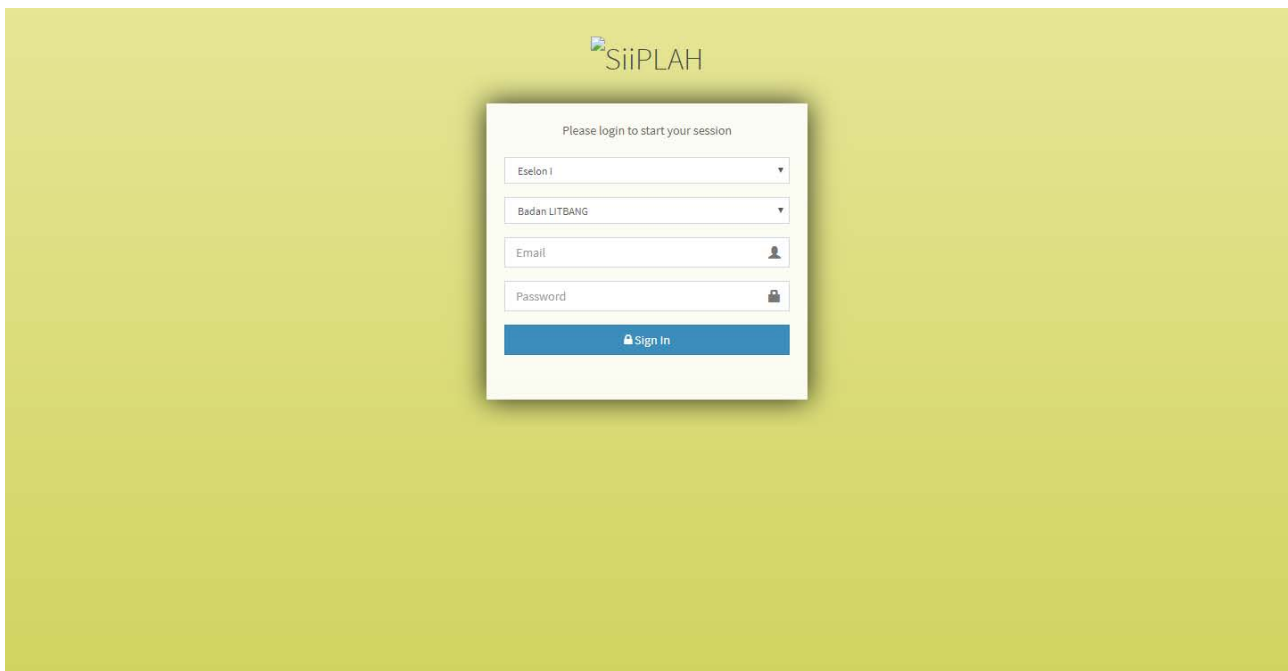 SiiPLAH
Please login to start your session
Eselon I
Badan LITBANG
Email
Password
Sign In